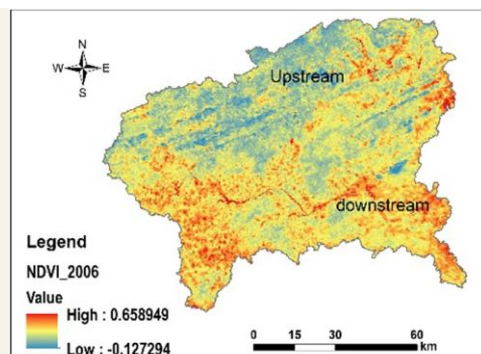 N
W E
S
Upstream
downstream
Legend
NDVI_2006
Value
High : 0.658949
Low : -0.127294
0 15 30 60
km